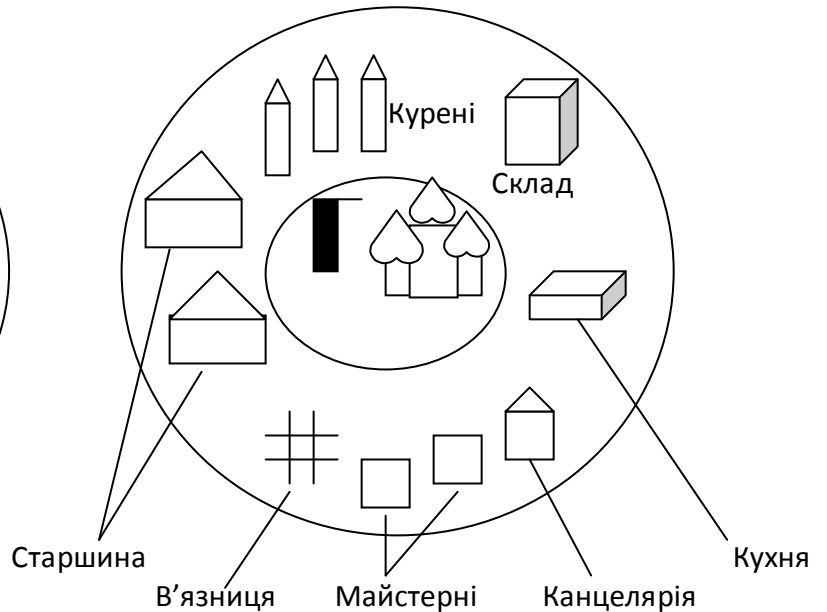 Курені
Склад
Старшина
Кухня
В’язниця
Майстерні
Канцелярія